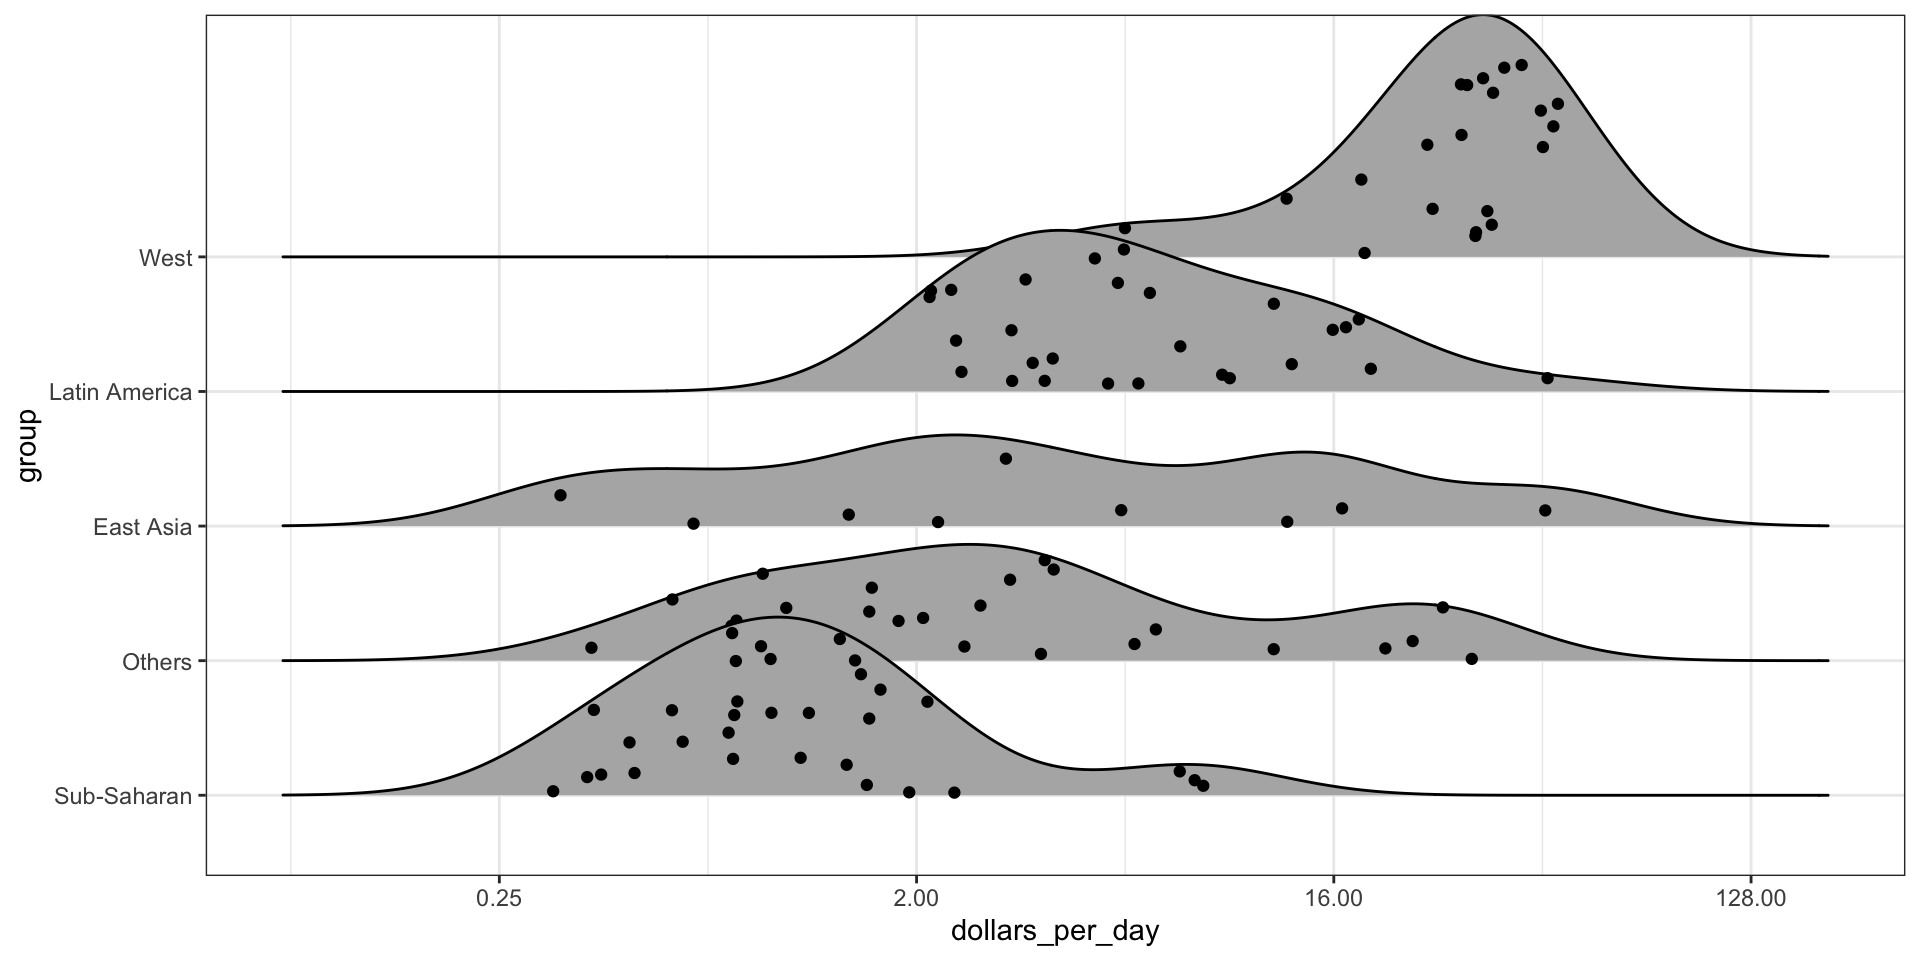 group
West
Latin America
East Asia
Others
Sub-Saharan
0.25 2.00 16.00 128.00
dollars_per_day